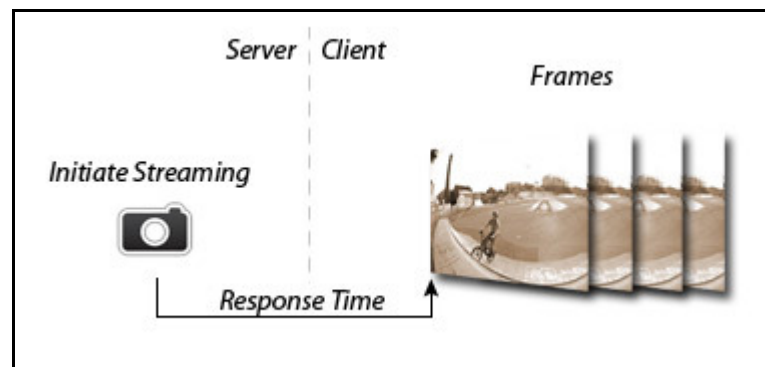 Server Client
Frames
Initiate Streaming
Response Time